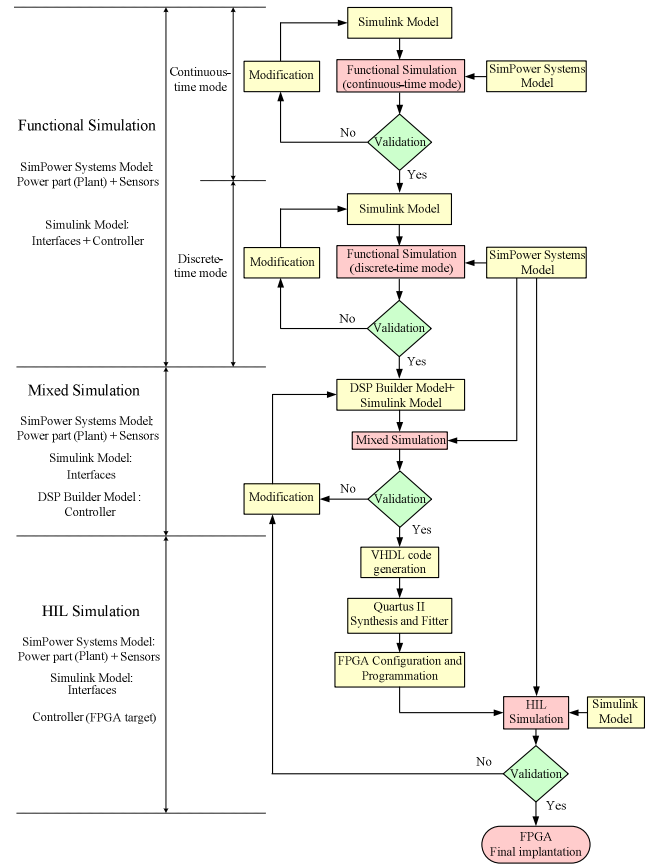 Simulink Model
Continuous-
time mode
Modification
Functional Simulation
(continuous-time mode)
SimPower Systems
Model
Functional Simulation
No
Validation
SimPower Systems Model:
Power part (Plant) + Sensors
Yes
Simulink Model
Simulink Model:
Interfaces + Controller
Discrete-
time mode
Modification
Functional Simulation
(discrete-time mode)
SimPower Systems
Model
No
Validation
Yes
Mixed Simulation
DSP Builder Model+
Simulink Model
SimPower Systems Model:
Power part (Plant) + Sensors
Mixed Simulation
Simulink Model:
Interfaces
DSP Builder Model :
Controller
Modification
No
Validation
Yes
VHDL code
generation
HIL Simulation
Quartus II
Synthesis and Fitter
SimPower Systems Model:
Power part (Plant) + Sensors
FPGA Configuration and
Programmation
Simulink Model:
Interfaces
Controller (FPGA target)
HIL
Simulation
Simulink
Model
No
Validation
Yes
FPGA
Final implantation